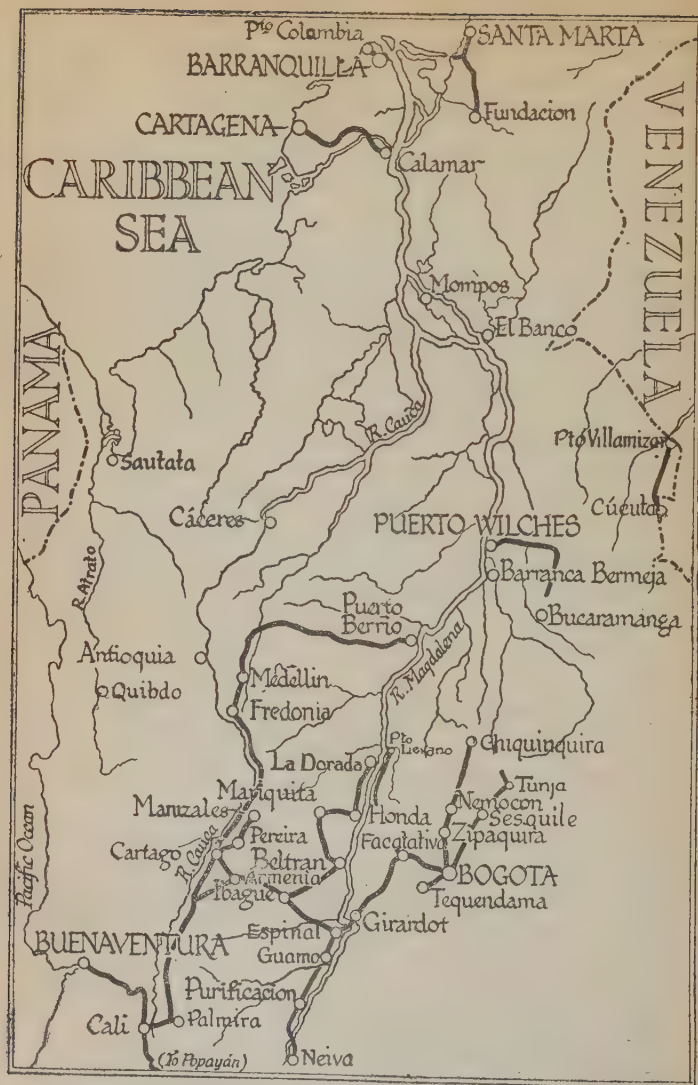 Pto Colombia
SANTA MARTA
BARRANQUILLA
Fundacion
CARTAGENA
Calamar
CARIBBEAN
SEA
VENEZUELA
Mompos
El Banco
PANAMA
R. Cauca
Sautata
Pto Villamizar
Cúcuta
Cáceres
PUERTO WILCHES
R. Atrato
Barranca Bermeja
Puerto
Berrio
Bucaramanga
R. Magdalena
Antioquia
Medellin
Quibdo
Fredonia
Pto
Lievano
Chiquinquira
La Dorada
Tunja
Mariquita
Manizales
Honda
Nemocon
Sesquile
Pereira
Facatativa
Zipaquira
Cartago
R. Cauca
Beltran
Armenia
BOGOTA
Ibague
Tequendama
Pacific Ocean
Espinal
Girardot
BUENAVENTURA
Guamo
Purificacion
Cali
Palmira
(To Popayán)
Neiva